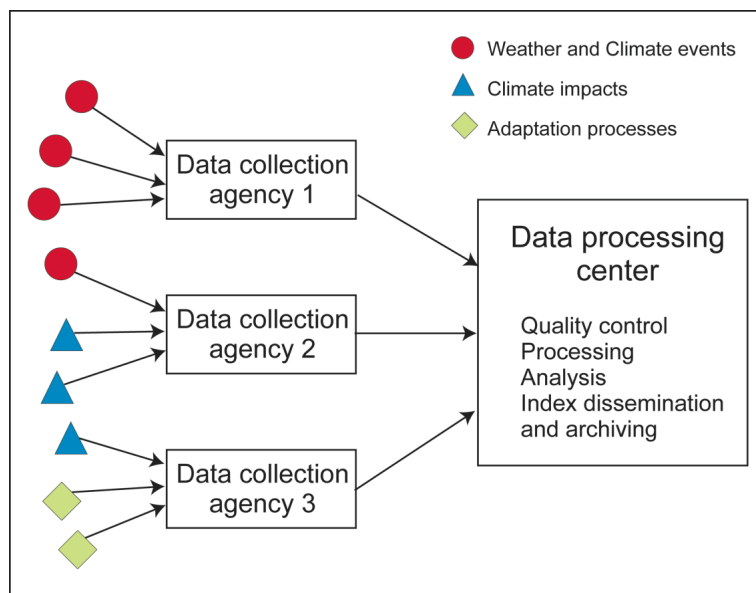 Weather and Climate events
Climate impacts
Adaptation processes
Data collection
agency 1
Data collection
agency 2
Data collection
agency 3
Data processing
center
Quality control
Processing
Analysis
Index dissemination
and archiving